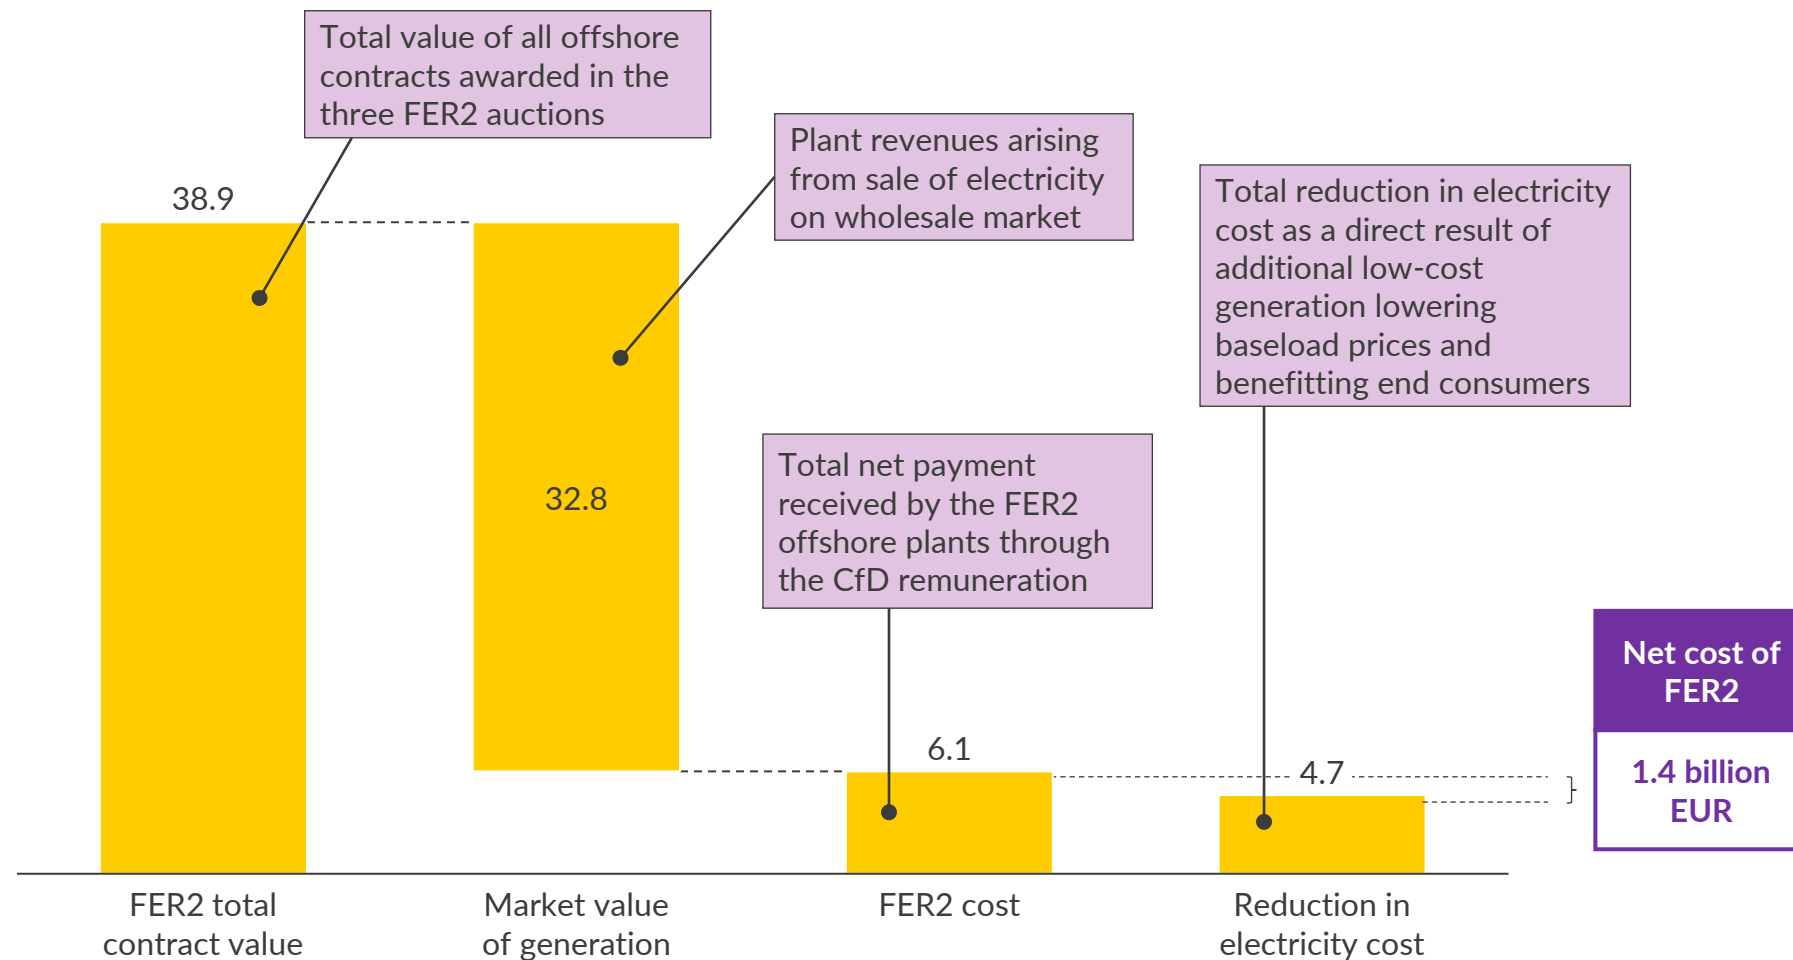 Total value of all offshore
contracts awarded in the
three FER2 auctions
Plant revenues arising
from sale of electricity
on wholesale market
Total reduction in electricity
cost as a direct result of
additional low-cost
generation lowering
baseload prices and
benefitting end consumers
Total net payment
received by the FER2
offshore plants through
the CfD remuneration
38.9
32.8
6.1
4.7
Net cost of
FER2
1.4 billion
EUR
FER2 total
contract value
Market value
of generation
FER2 cost
Reduction in
electricity cost